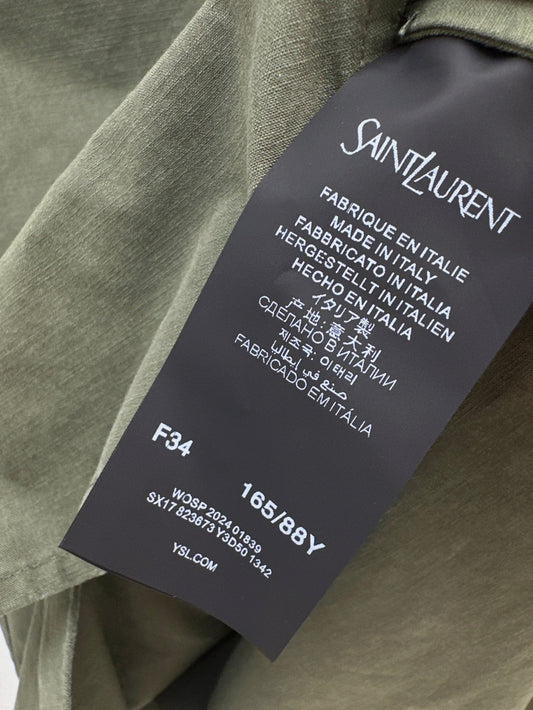 SAINT LAURENT
FABRIQUE EN ITALIE
MADE IN ITALY
FABBRICATO IN ITALIA
HERGESTELLT IN ITALIEN
HECHO EN ITALIA
イタリア製
产地: 意大利
СДЕЛАНО В ИТАЛИИ
제조국: 이태리
صنع في إيطاليا
FABRICADO EM ITÁLIA
F34
165/88Y
WOSP 2024 01839
SX17 823673 Y3D50 1342
YSL.COM